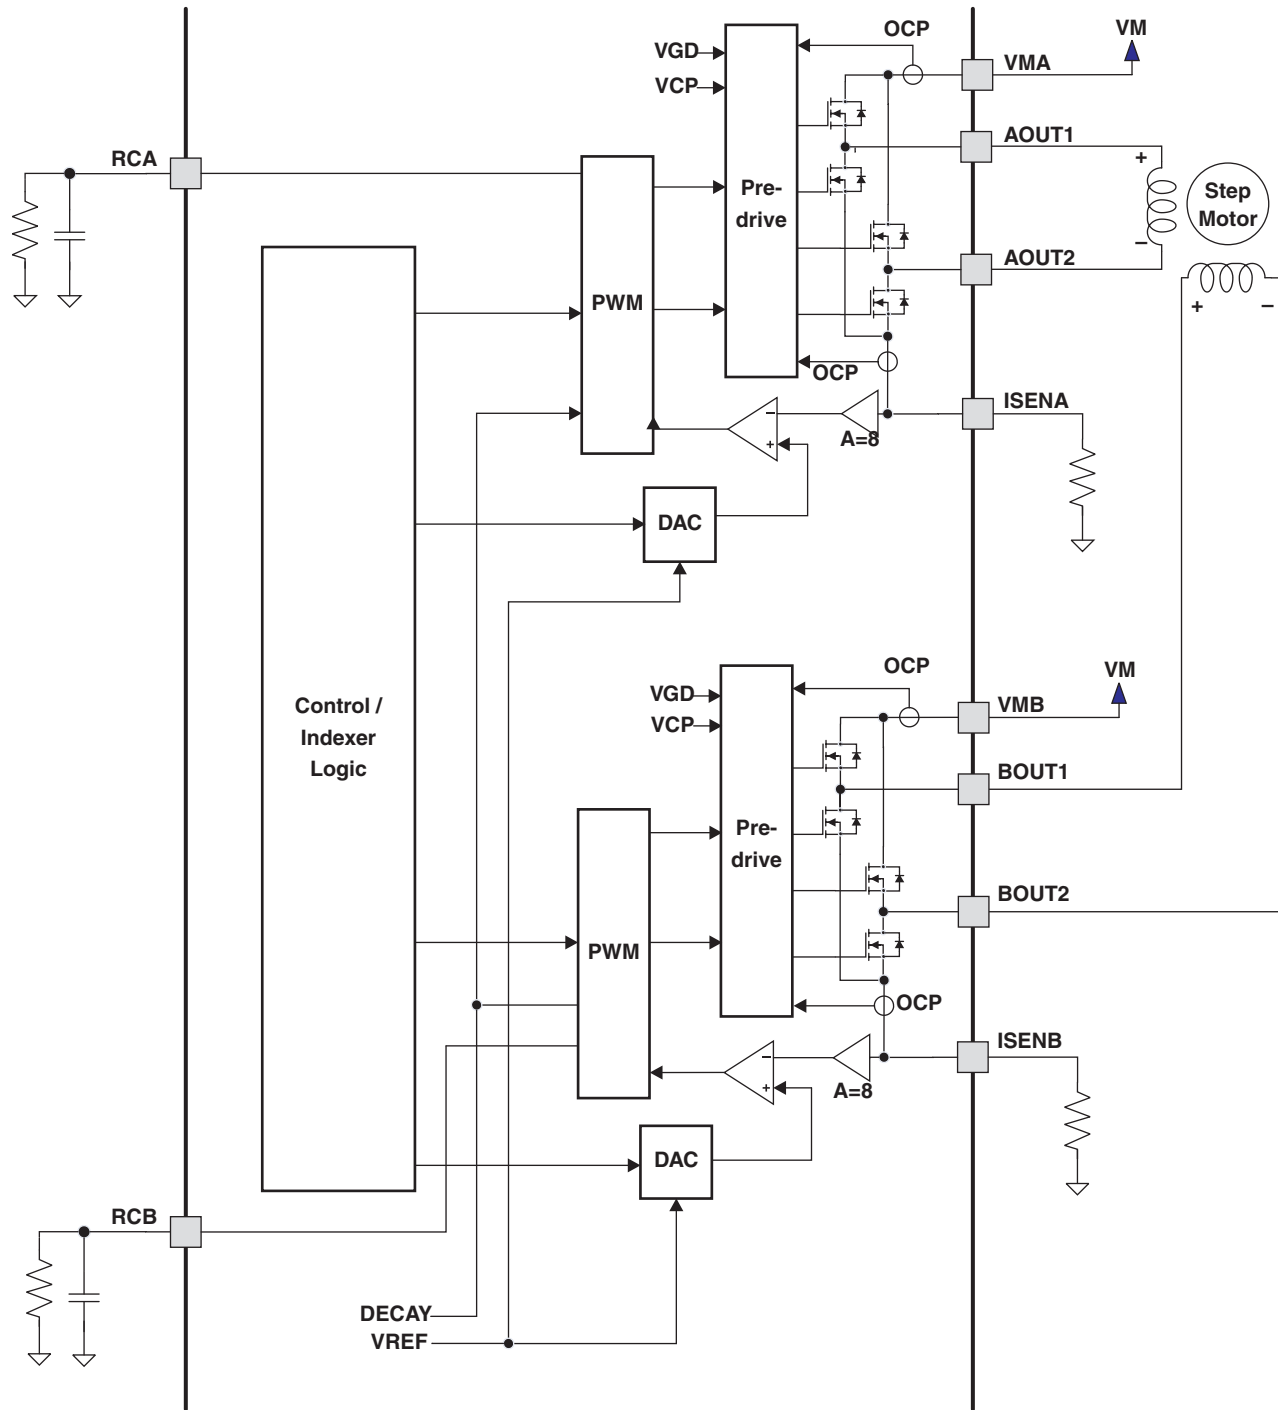 OCP
VM
VGD
VMA
VCP
AOUT1
RCA
+
Pre-
drive
Step
Motor
–
AOUT2
PWM
+
–
OCP
ISENA
–
+
A=8
DAC
OCP
VM
VGD
VMB
VCP
Control /
Indexer
Logic
BOUT1
Pre-
drive
BOUT2
PWM
OCP
ISENB
–
+
A=8
DAC
RCB
DECAY
VREF